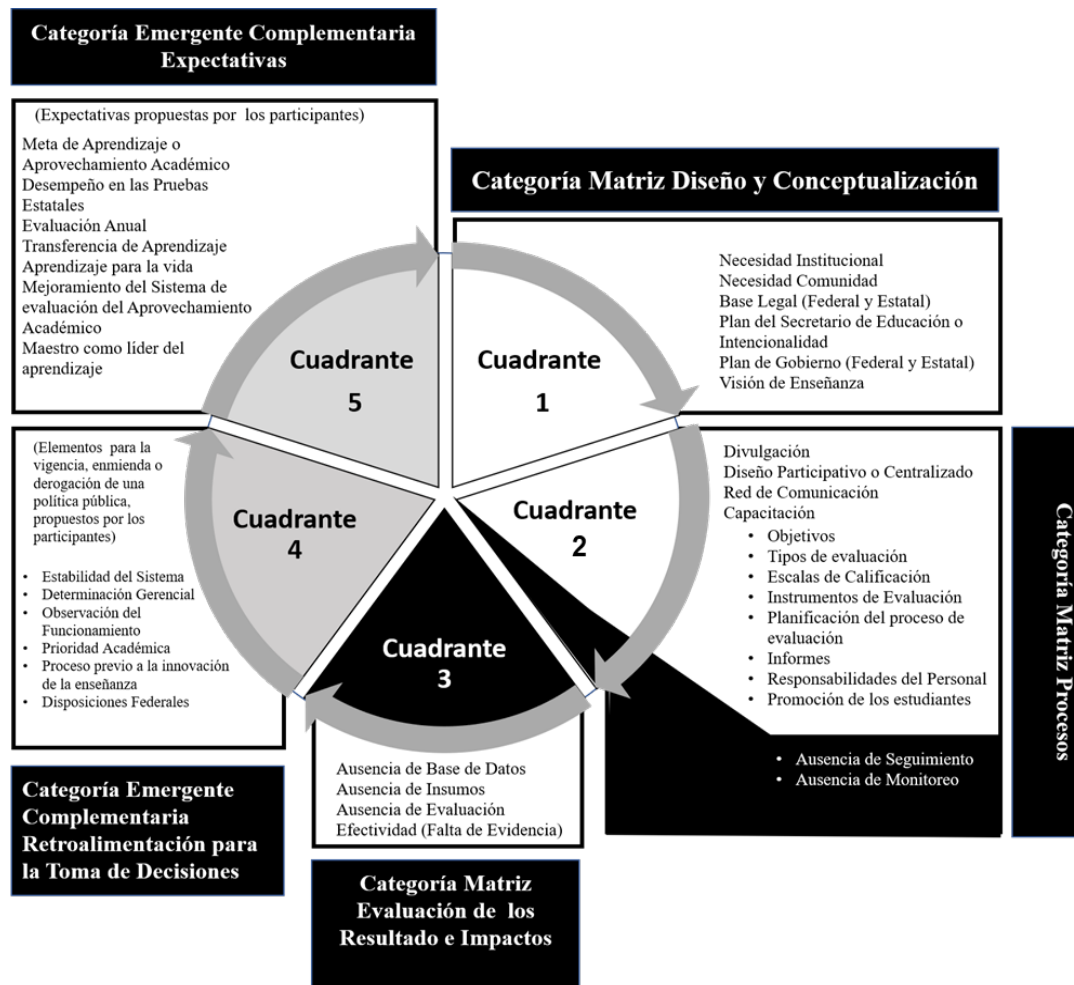 Categoría Emergente Complementaria
Expectativas
(Expectativas propuestas por los participantes)
Meta de Aprendizaje o
Aprovechamiento Académico
Desempeño en las Pruebas
Estatales
Evaluación Anual
Transferencia de Aprendizaje
Aprendizaje para la vida
Mejoramiento del Sistema de
evaluación del Aprovechamiento
Académico
Maestro como líder del
aprendizaje
Cuadrante
5
Categoría Matriz Diseño y Conceptualización
Necesidad Institucional
Necesidad Comunidad
Base Legal (Federal y Estatal)
Plan del Secretario de Educación o
Intencionalidad
Plan de Gobierno (Federal y Estatal)
Visión de Enseñanza
Cuadrante
1
Categoría Matriz Procesos
Divulgación
Diseño Participativo o Centralizado
Red de Comunicación
Capacitación
• Objetivos
• Tipos de evaluación
• Escalas de Calificación
• Instrumentos de Evaluación
• Planificación del proceso de
evaluación
• Informes
• Responsabilidades del Personal
• Promoción de los estudiantes
• Ausencia de Seguimiento
• Ausencia de Monitoreo
Cuadrante
2
Cuadrante
3
Ausencia de Base de Datos
Ausencia de Insumos
Ausencia de Evaluación
Efectividad (Falta de Evidencia)
Categoría Matriz
Evaluación de los
Resultado e Impactos
Cuadrante
4
(Elementos para la
vigencia, enmienda o
derogación de una
política pública,
propuestos por los
participantes)
• Estabilidad del Sistema
• Determinación Gerencial
• Observación del
Funcionamiento
• Prioridad Académica
• Proceso previo a la innovación
de la enseñanza
• Disposiciones Federales
Categoría Emergente
Complementaria
Retroalimentación para
la Toma de Decisiones